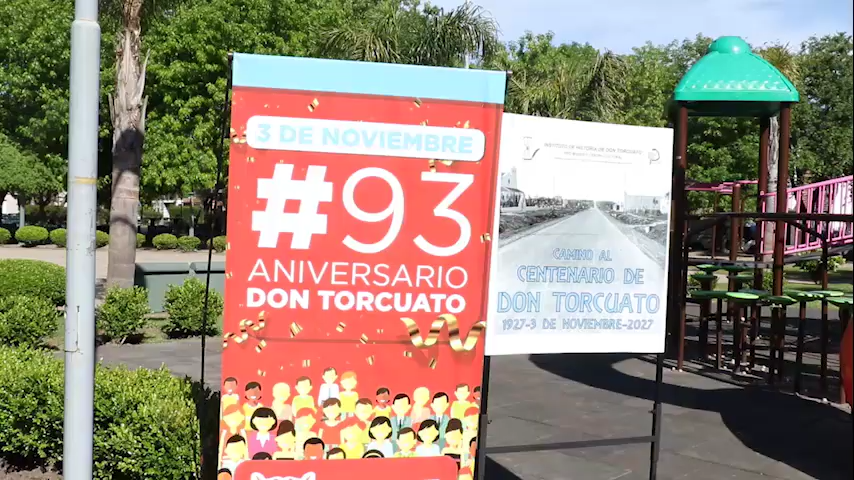 3 DE NOVIEMBRE
#93
ANIVERSARIO
DON TORCUATO
INSTITUTO DE HISTORIA DE DON TORCUATO
CAMINO AL
CENTENARIO DE
DON TORCUATO
1927-3 DE NOVIEMBRE-2027